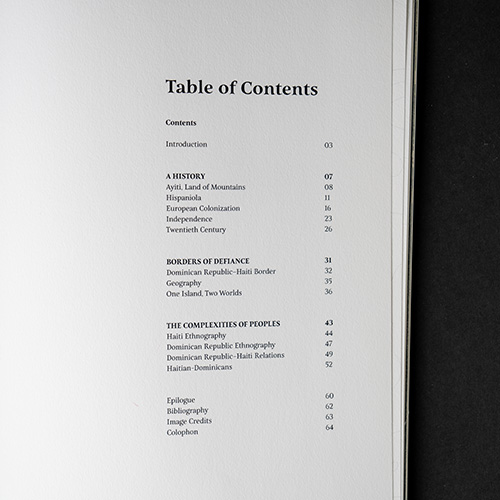 Table of Contents
Contents
Introduction 03
A HISTORY 07
Ayiti, Land of Mountains 08
Hispaniola 11
European Colonization 16
Independence 23
Twentieth Century 26
BORDERS OF DEFIANCE 31
Dominican Republic–Haiti Border 32
Geography 35
One Island, Two Worlds 36
THE COMPLEXITIES OF PEOPLES 43
Haiti Ethnography 44
Dominican Republic Ethnography 47
Dominican Republic–Haiti Relations 49
Haitian-Dominicans 52
Epilogue 60
Bibliography 62
Image Credits 63
Colophon 64